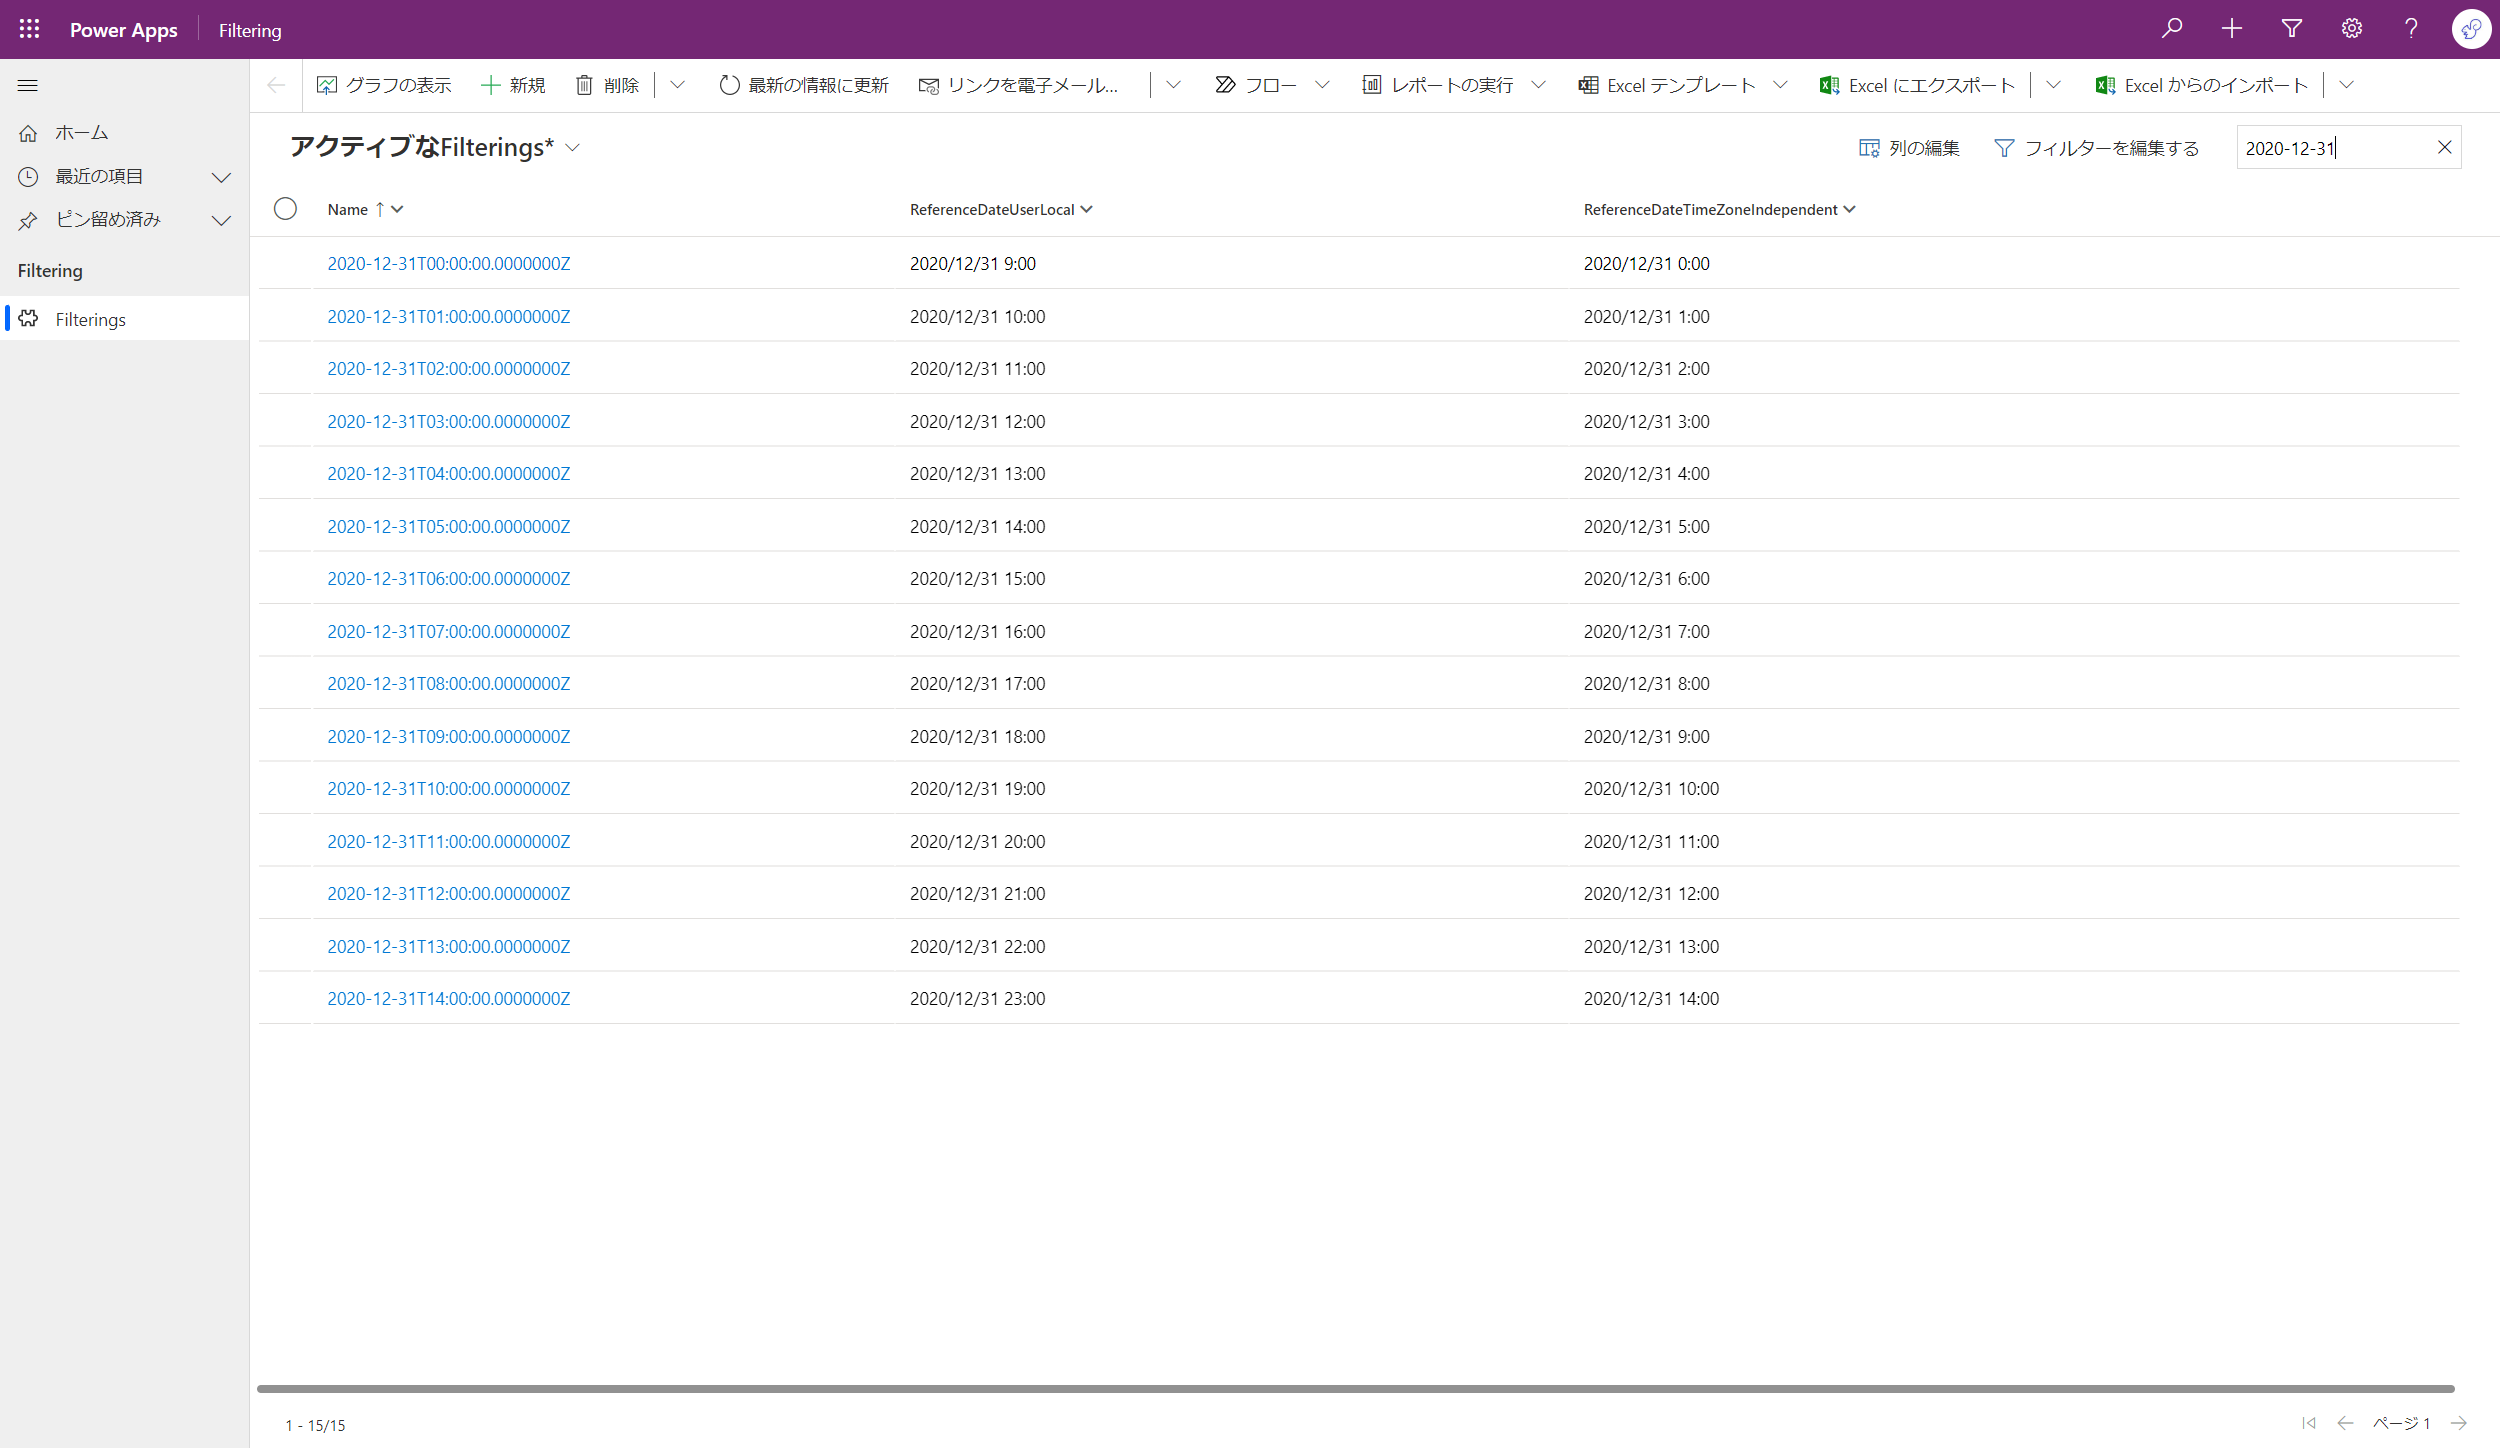 Power Apps | Filtering
グラフの表示 新規 削除 最新の情報に更新 リンクを電子メール... フロー レポートの実行 Excel テンプレート Excel にエクスポート Excel からのインポート
ホーム
最近の項目
ピン留め済み
Filtering
Filterings
アクティブなFilterings*
列の編集 フィルターを編集する 2020-12-31
Name ↑ ReferenceDateUserLocal ReferenceDateTimeZoneIndependent
2020-12-31T00:00:00.0000000Z 2020/12/31 9:00 2020/12/31 0:00
2020-12-31T01:00:00.0000000Z 2020/12/31 10:00 2020/12/31 1:00
2020-12-31T02:00:00.0000000Z 2020/12/31 11:00 2020/12/31 2:00
2020-12-31T03:00:00.0000000Z 2020/12/31 12:00 2020/12/31 3:00
2020-12-31T04:00:00.0000000Z 2020/12/31 13:00 2020/12/31 4:00
2020-12-31T05:00:00.0000000Z 2020/12/31 14:00 2020/12/31 5:00
2020-12-31T06:00:00.0000000Z 2020/12/31 15:00 2020/12/31 6:00
2020-12-31T07:00:00.0000000Z 2020/12/31 16:00 2020/12/31 7:00
2020-12-31T08:00:00.0000000Z 2020/12/31 17:00 2020/12/31 8:00
2020-12-31T09:00:00.0000000Z 2020/12/31 18:00 2020/12/31 9:00
2020-12-31T10:00:00.0000000Z 2020/12/31 19:00 2020/12/31 10:00
2020-12-31T11:00:00.0000000Z 2020/12/31 20:00 2020/12/31 11:00
2020-12-31T12:00:00.0000000Z 2020/12/31 21:00 2020/12/31 12:00
2020-12-31T13:00:00.0000000Z 2020/12/31 22:00 2020/12/31 13:00
2020-12-31T14:00:00.0000000Z 2020/12/31 23:00 2020/12/31 14:00
1 - 15/15 ページ 1